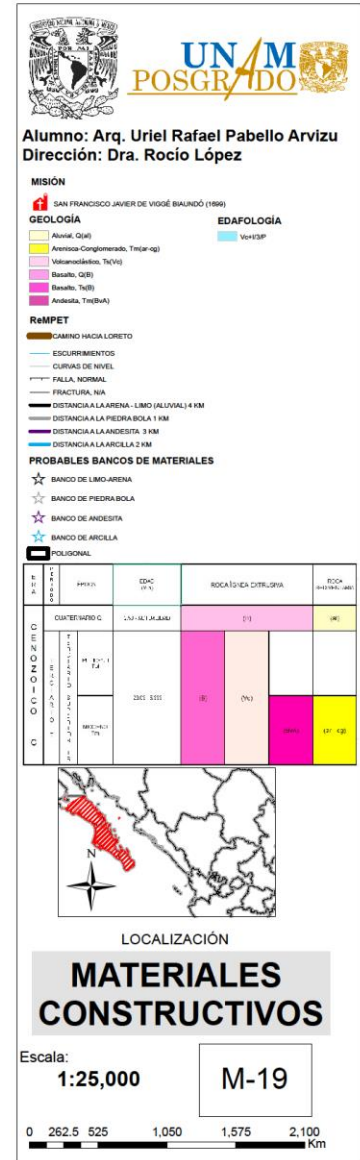 UNAM
POSGRADO
Alumno: Arq. Uriel Rafael Pabello Arvizu
Dirección: Dra. Rocío López
MISIÓN
SAN FRANCISCO JAVIER DE VIGGÉ BIAUNDÓ (1699)
GEOLOGÍA
EDAFOLOGÍA
Aluvial, Q(al)
Vc+I/3/P
Arenisca-Conglomerado, Tm(ar-cg)
Volcanoclástico, Ts(Vc)
Basalto, Q(B)
Basalto, Ts(B)
Andesita, Tm(BvA)
ReMPET
CAMINO HACIA LORETO
ESCURRIMIENTOS
CURVAS DE NIVEL
FALLA, NORMAL
FRACTURA, N/A
DISTANCIA A LA ARENA - LIMO (ALUVIAL) 4 KM
DISTANCIA A LA PIEDRA BOLA 1 KM
DISTANCIA A LA ANDESITA 3 KM
DISTANCIA A LA ARCILLA 2 KM
PROBABLES BANCOS DE MATERIALES
BANCO DE LIMO-ARENA
BANCO DE PIEDRA BOLA
BANCO DE ANDESITA
BANCO DE ARCILLA
POLIGONAL
ERA
ROCA ÍGNEA EXTRUSIVA
ROCA
CUATERNARIO Q
CENOZOICO C
(al)
(B)
(Vc)
(ar - cg)
N
LOCALIZACIÓN
MATERIALES
CONSTRUCTIVOS
Escala:
1:25,000
M-19
0 262.5 525 1,050 1,575 2,100
Km